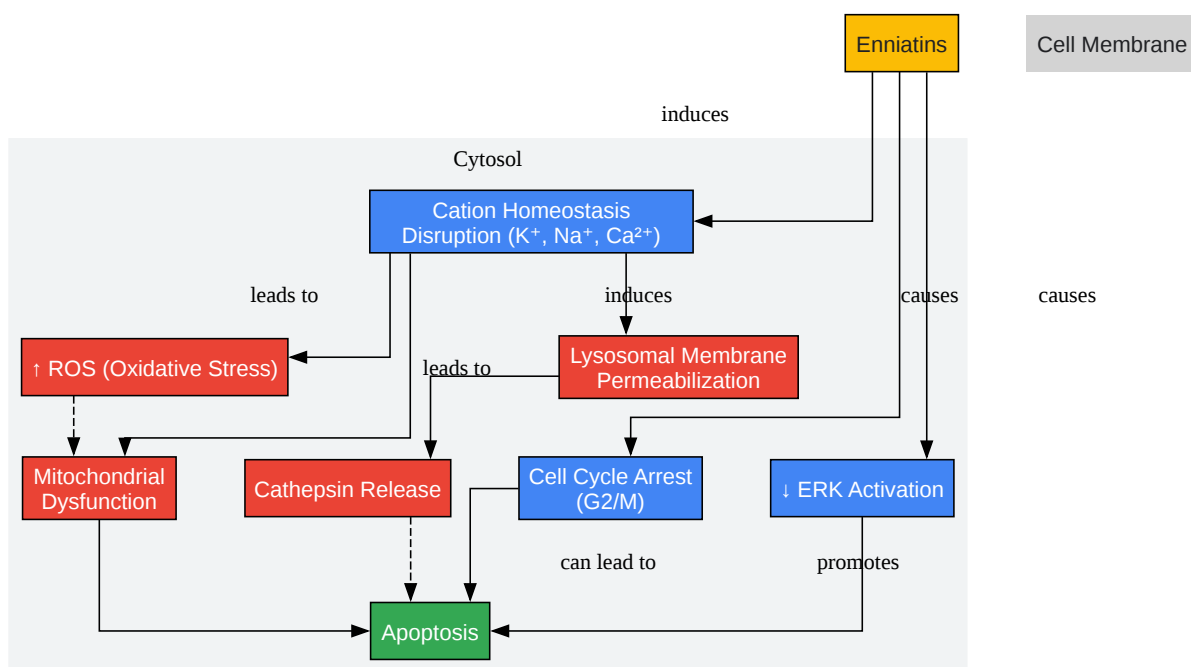 Enniatins
Cell Membrane
induces
Cytosol
Cation Homeostasis
Disruption (K⁺, Na⁺, Ca²⁺)
leads to
induces
causes
causes
↑ ROS (Oxidative Stress)
leads to
Lysosomal Membrane
Permeabilization
Mitochondrial
Dysfunction
Cathepsin Release
Cell Cycle Arrest
(G2/M)
↓ ERK Activation
can lead to
promotes
Apoptosis